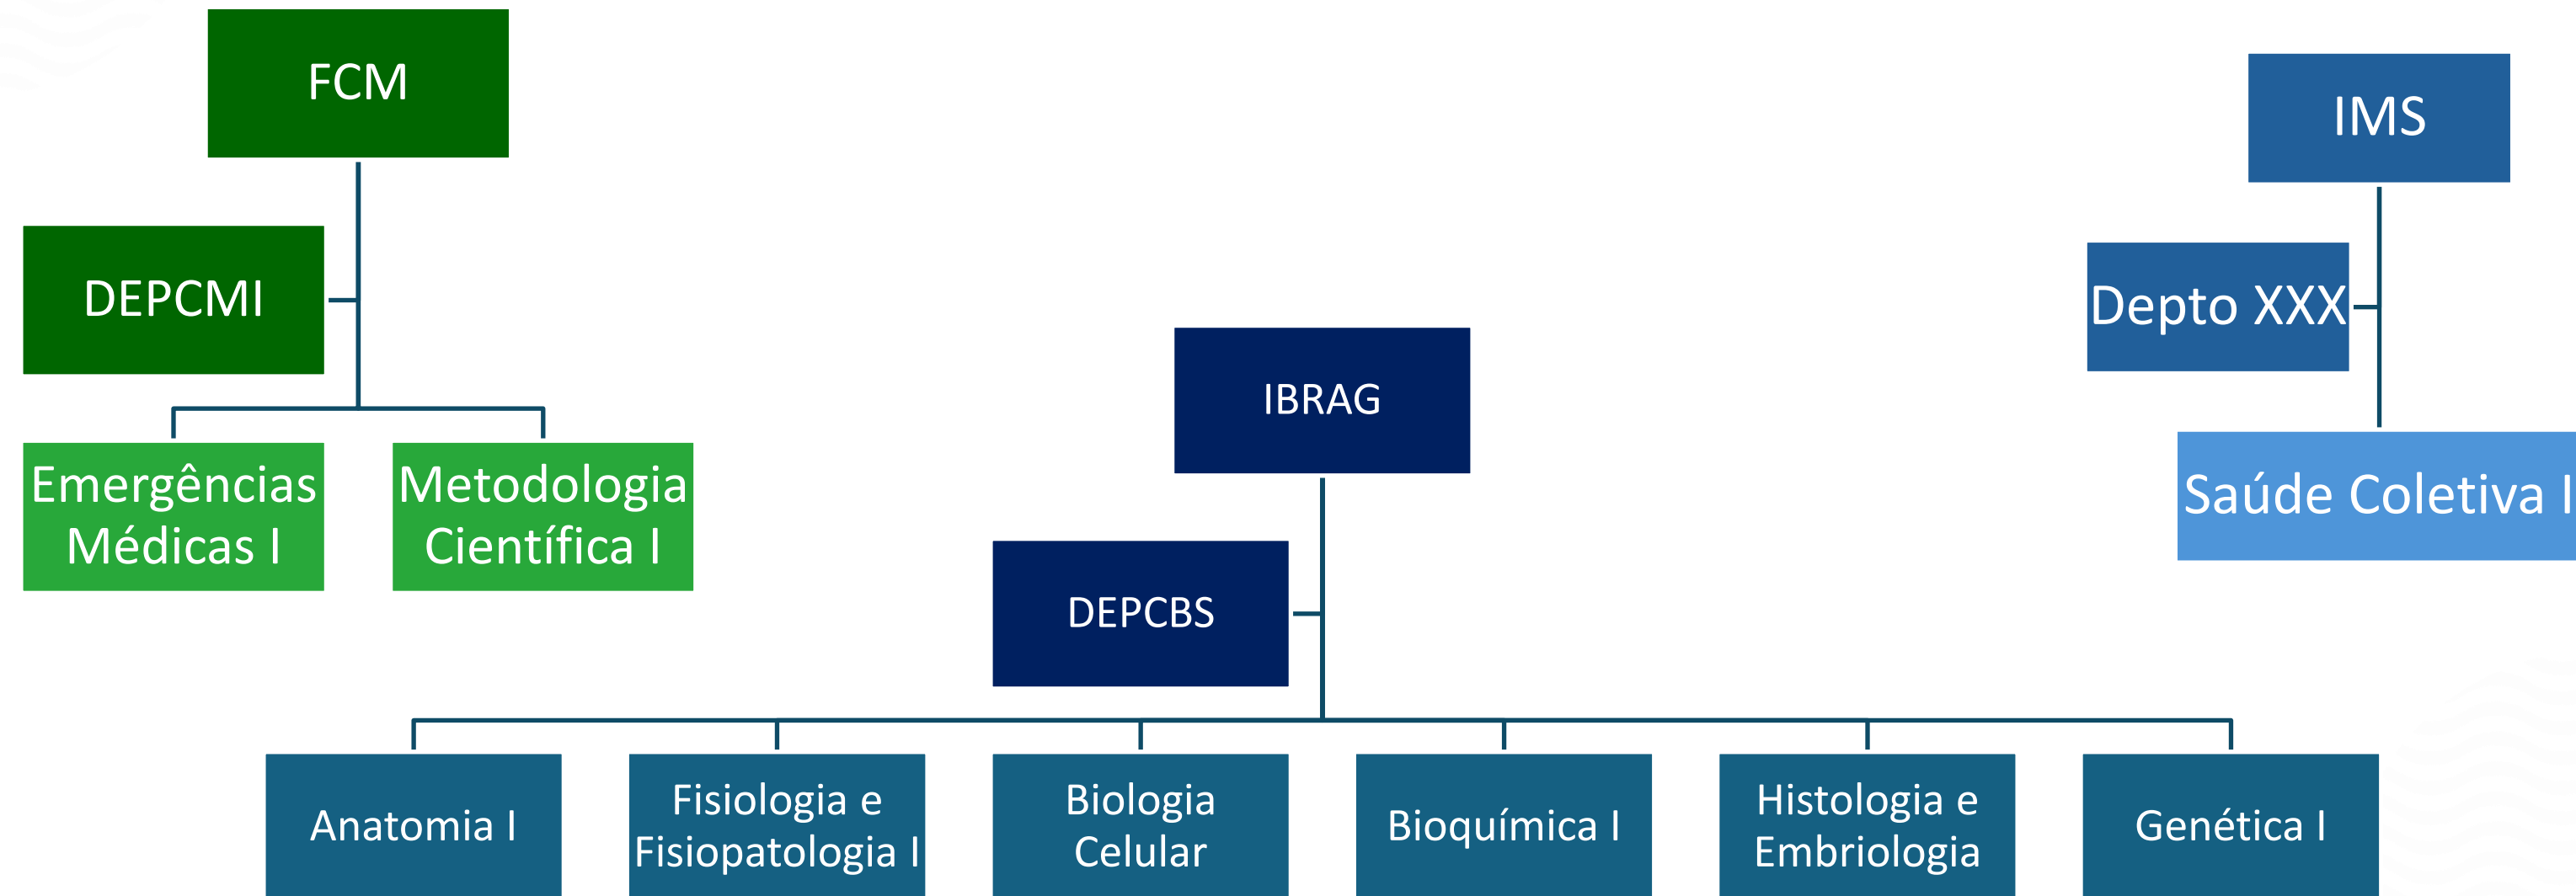 FCM
DEPCMI
Emergências
Médicas I
Metodologia
Científica I
IBRAG
DEPCBS
Anatomia I
Fisiologia e
Fisiopatologia I
Biologia
Celular
Bioquímica I
Histologia e
Embriologia
Genética I
IMS
Depto XXX
Saúde Coletiva I